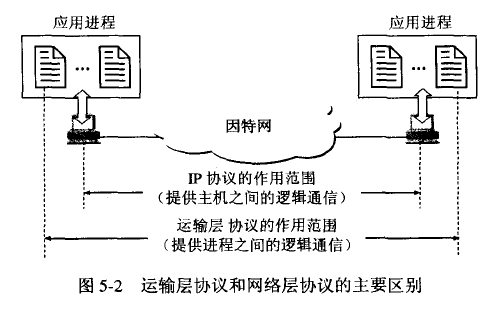 应用进程
应用进程
...
...
因特网
IP 协议的作用范围
（提供主机之间的逻辑通信）
运输层 协议的作用范围
（提供进程之间的逻辑通信）
图 5-2 运输层协议和网络层协议的主要区别